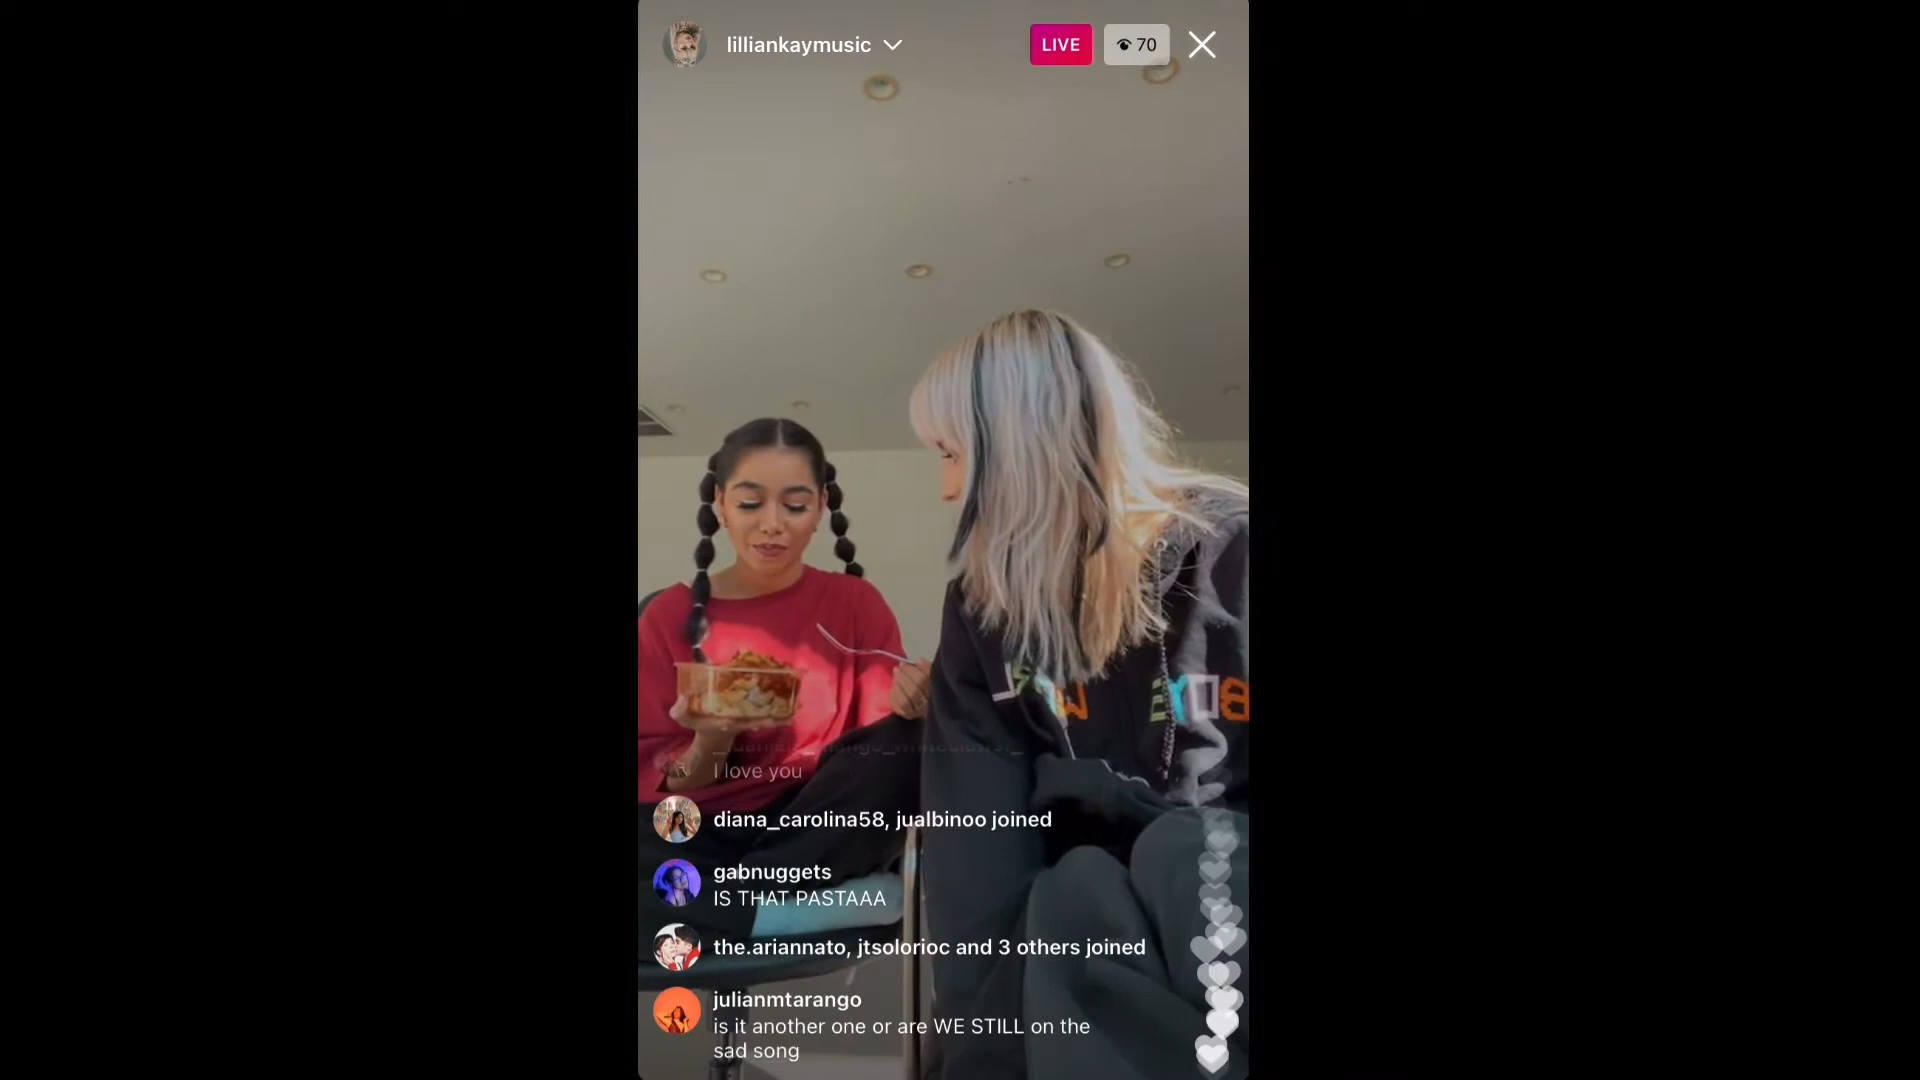 lilliankaymusic
LIVE
70
I love you
diana_carolina58, jualbinoo joined
gabnuggets
IS THAT PASTAAA
the.ariannato, jtsolorioc and 3 others joined
julianmtarango
is it another one or are WE STILL on the
sad song